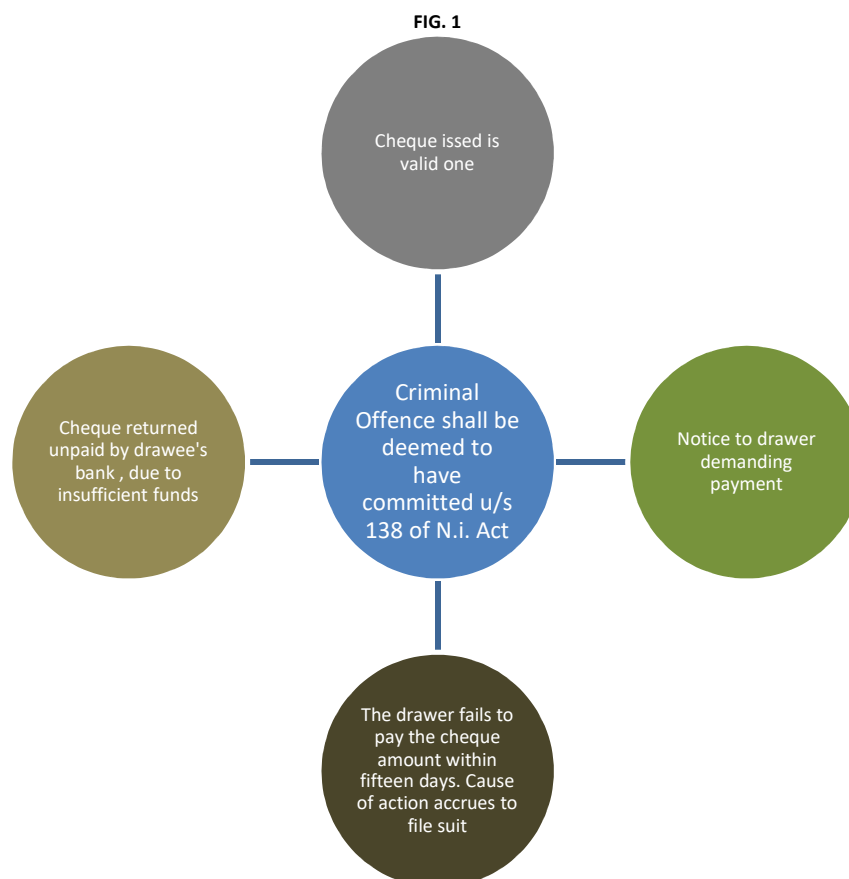 FIG. 1
Cheque issed is
valid one
Cheque returned
unpaid by drawee's
bank , due to
insufficient funds
Criminal
Offence shall be
deemed to
have
committed u/s
138 of N.i. Act
Notice to drawer
demanding
payment
The drawer fails to
pay the cheque
amount within
fifteen days. Cause
of action accrues to
file suit